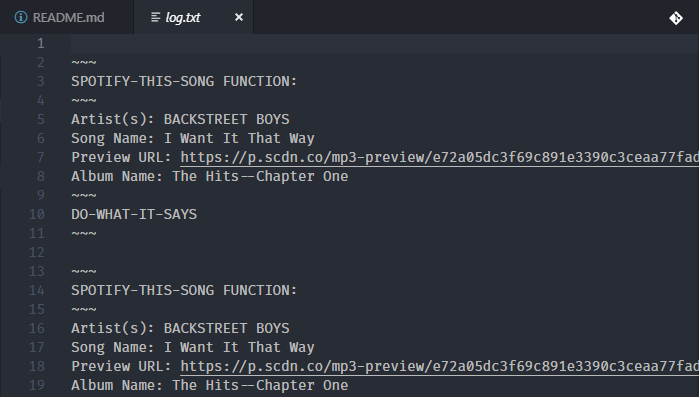 README.md log.txt
1
2 ~~~
3 SPOTIFY-THIS-SONG FUNCTION:
4 ~~~
5 Artist(s): BACKSTREET BOYS
6 Song Name: I Want It That Way
7 Preview URL: https://p.scdn.co/mp3-preview/e72a05dc3f69c891e3390c3ceaa77fad
8 Album Name: The Hits--Chapter One
9 ~~~
10 DO-WHAT-IT-SAYS
11 ~~~
12
13 ~~~
14 SPOTIFY-THIS-SONG FUNCTION:
15 ~~~
16 Artist(s): BACKSTREET BOYS
17 Song Name: I Want It That Way
18 Preview URL: https://p.scdn.co/mp3-preview/e72a05dc3f69c891e3390c3ceaa77fad
19 Album Name: The Hits--Chapter One